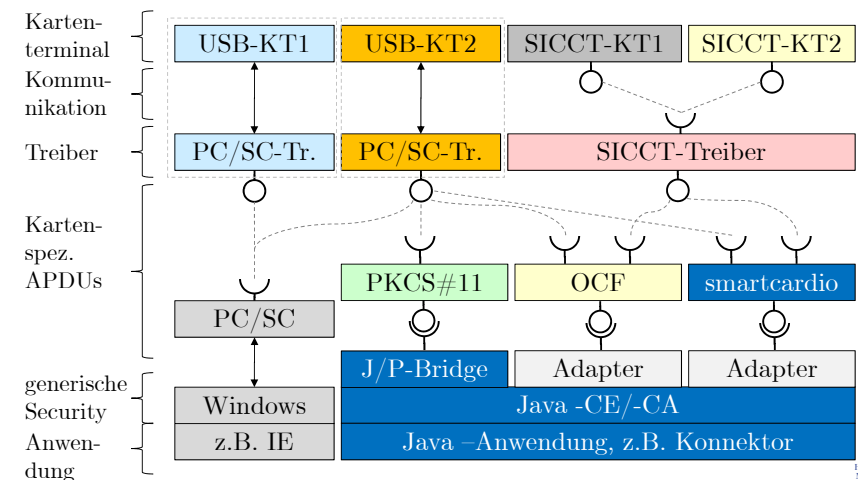 Karten-
terminal
USB-KT1
USB-KT2
SICCT-KT1
SICCT-KT2
Kommu-
nikation
Treiber
PC/SC-Tr.
PC/SC-Tr.
SICCT-Treiber
Karten-
spez.
APDUs
PKCS#11
OCF
smartcardio
PC/SC
J/P-Bridge
Adapter
Adapter
generische
Security
Windows
Java -CE/-CA
Anwen-
dung
z.B. IE
Java –Anwendung, z.B. Konnektor